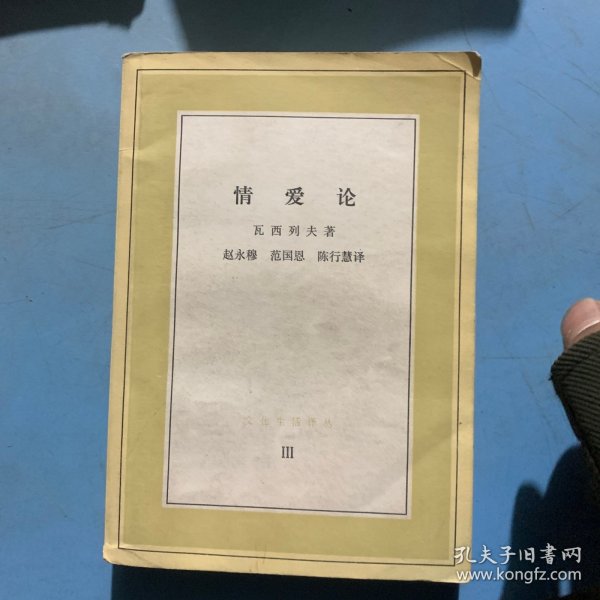 情爱论
瓦西列夫著
赵永穆 范国恩 陈行慧译
文化生活译丛
III
孔夫子旧书网
www.kongfz.com